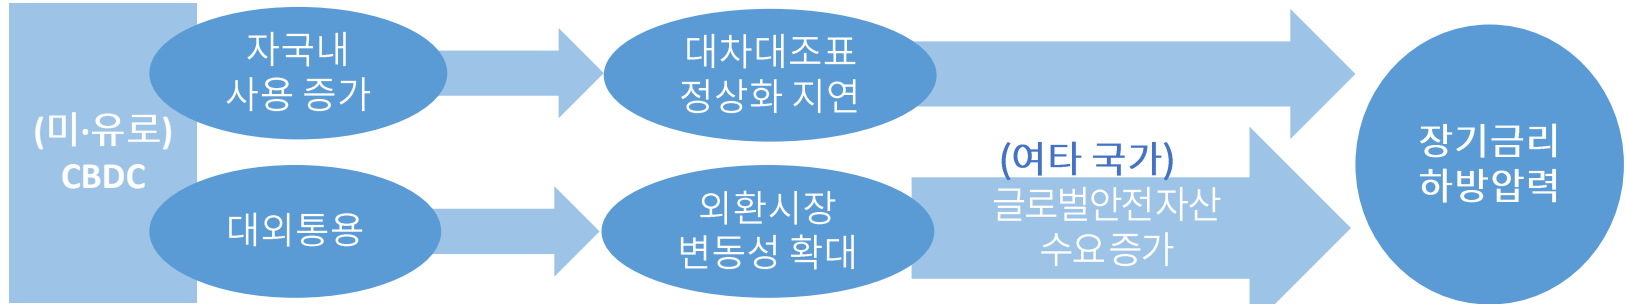 (미·유로)
CBDC
자국내
사용 증가
대차대조표
정상화 지연
대외통용
외환시장
변동성 확대
(여타 국가)
글로벌안전자산
수요증가
장기금리
하방압력